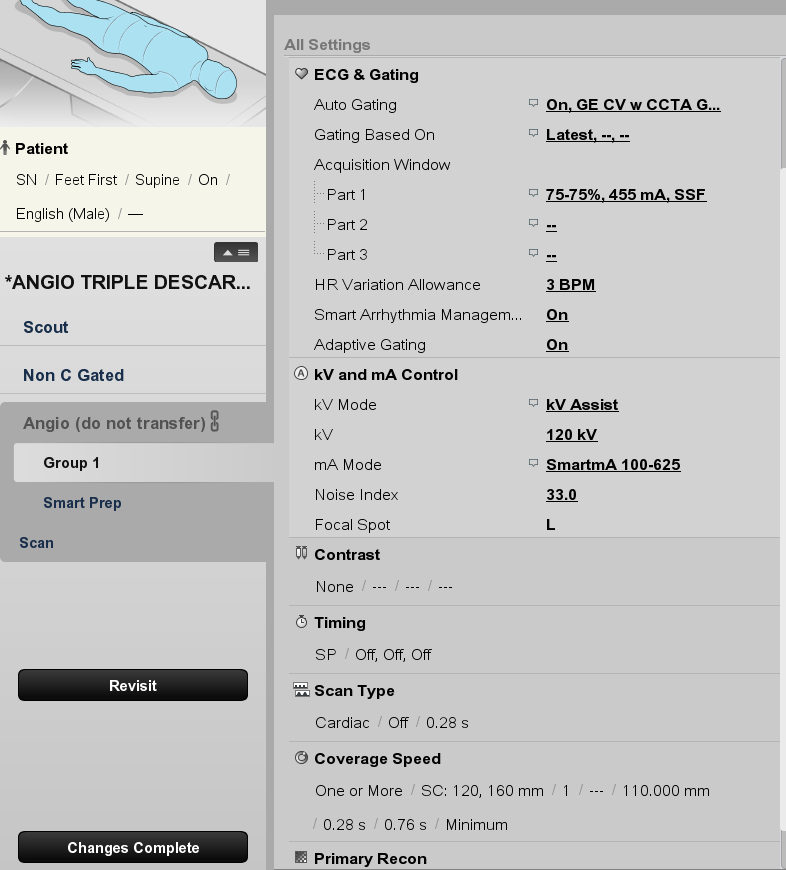 Patient
SN / Feet First / Supine / On /
English (Male) / —
*ANGIO TRIPLE DESCAR...
Scout
Non C Gated
Angio (do not transfer)
Group 1
Smart Prep
Scan
Revisit
Changes Complete
All Settings
ECG & Gating
Auto Gating On, GE CV w CCTA G...
Gating Based On Latest, --, --
Acquisition Window
Part 1 75-75%, 455 mA, SSF
Part 2 --
Part 3 --
HR Variation Allowance 3 BPM
Smart Arrhythmia Managem... On
Adaptive Gating On
A kV and mA Control
kV Mode kV Assist
kV 120 kV
mA Mode SmartmA 100-625
Noise Index 33.0
Focal Spot L
Contrast
None / --- / --- / ---
Timing
SP / Off, Off, Off
Scan Type
Cardiac / Off / 0.28 s
Coverage Speed
One or More / SC: 120, 160 mm / 1 / --- / 110.000 mm
/ 0.28 s / 0.76 s / Minimum
Primary Recon